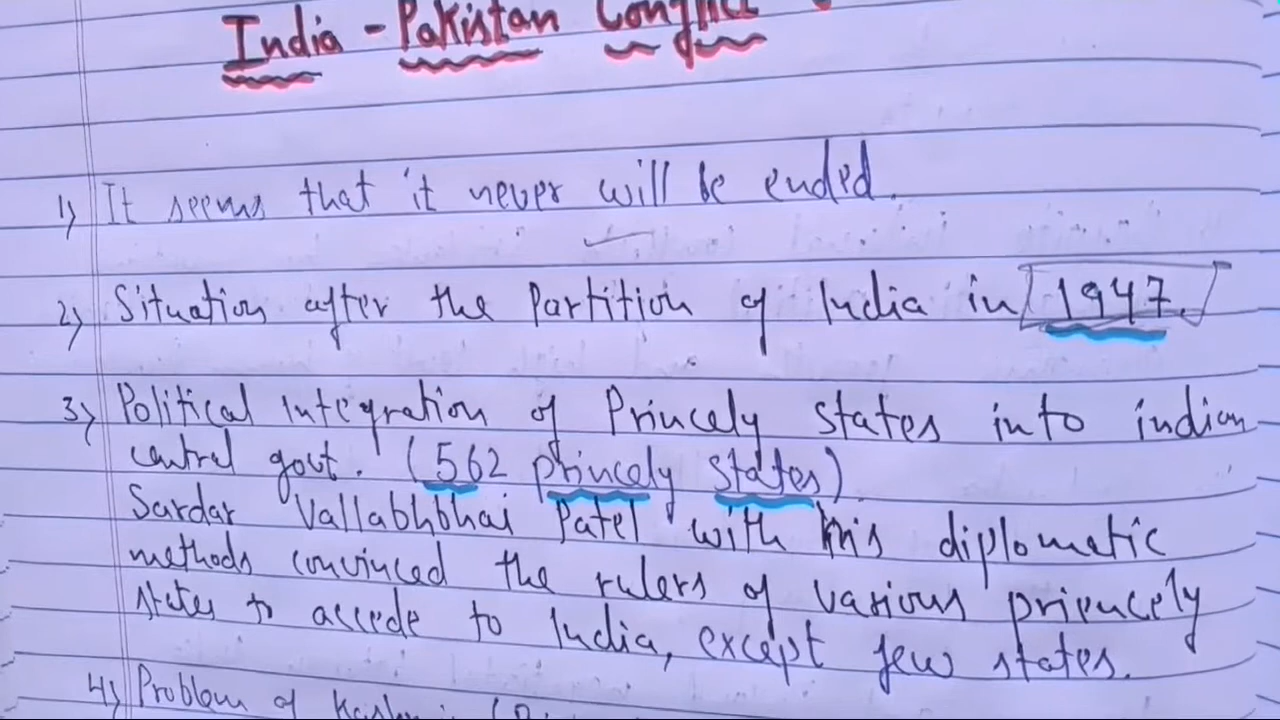 India - Pakistan Conflict
1) It seems that it never will be ended.
2) Situation after the Partition of India in 1947.
3) Political Integration of Princely states into indian
central govt. (562 princely states)
Sardar Vallabhbhai Patel with his diplomatic
methods convinced the rulers of various prienucely
states to accede to India, except few states.
4) Problem of